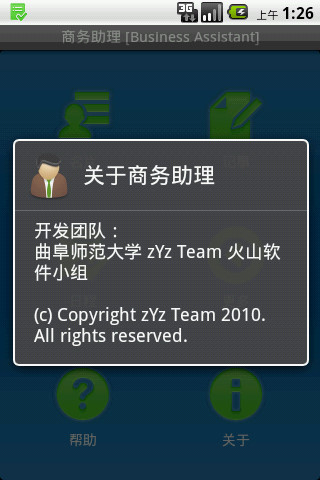 3G
上午 1:26
商务助理 [Business Assistant]
关于商务助理
开发团队：
曲阜师范大学 zYz Team 火山软
件小组
(c) Copyright zYz Team 2010.
All rights reserved.
帮助
关于